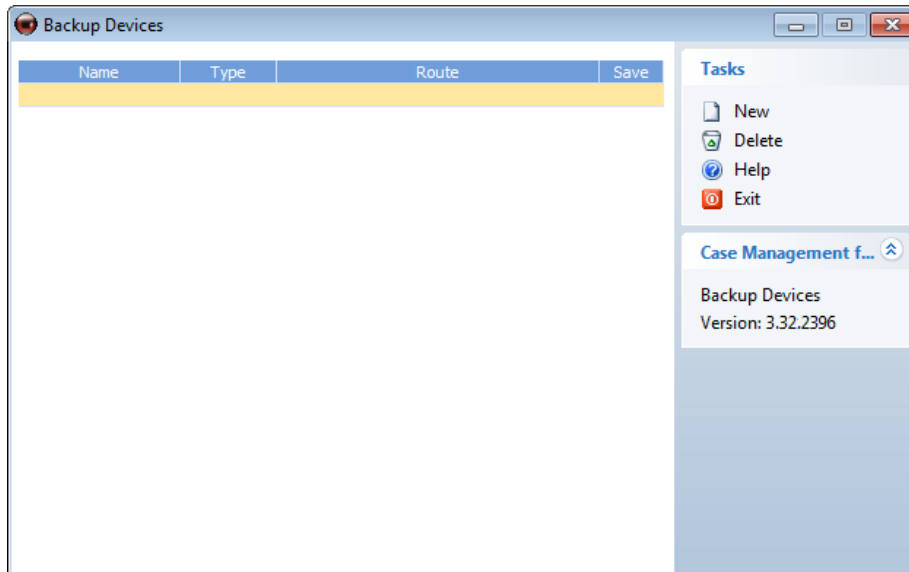 Backup Devices
Name Type Route Save
Tasks
New
Delete
Help
Exit
Case Management f...
Backup Devices
Version: 3.32.2396